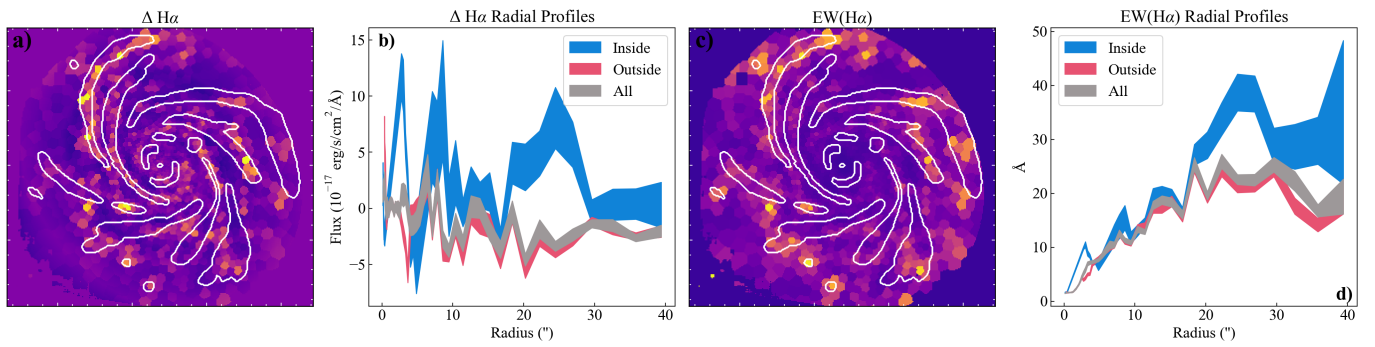 Δ Hα
a)
Δ Hα Radial Profiles
b)
Inside
Outside
All
15
10
5
0
−5
Flux (10⁻¹⁷ erg/s/cm²/Å)
0
10
20
30
40
Radius (")
EW(Hα)
c)
EW(Hα) Radial Profiles
Inside
Outside
All
50
40
30
20
10
0
Å
0
10
20
30
40
d)
Radius (")